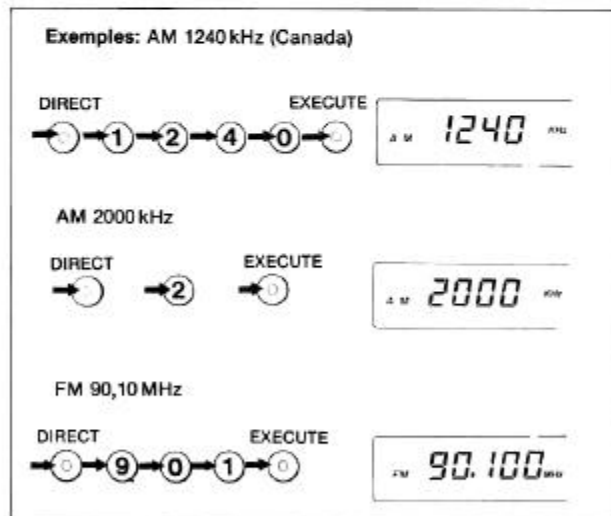 Exemples: AM 1240 kHz (Canada)
DIRECT EXECUTE
1 2 4 0
AM 1240 KHz
AM 2000 kHz
DIRECT EXECUTE
2
AM 2000 KHz
FM 90,10 MHz
DIRECT EXECUTE
9 0 1
FM 90.100 MHz